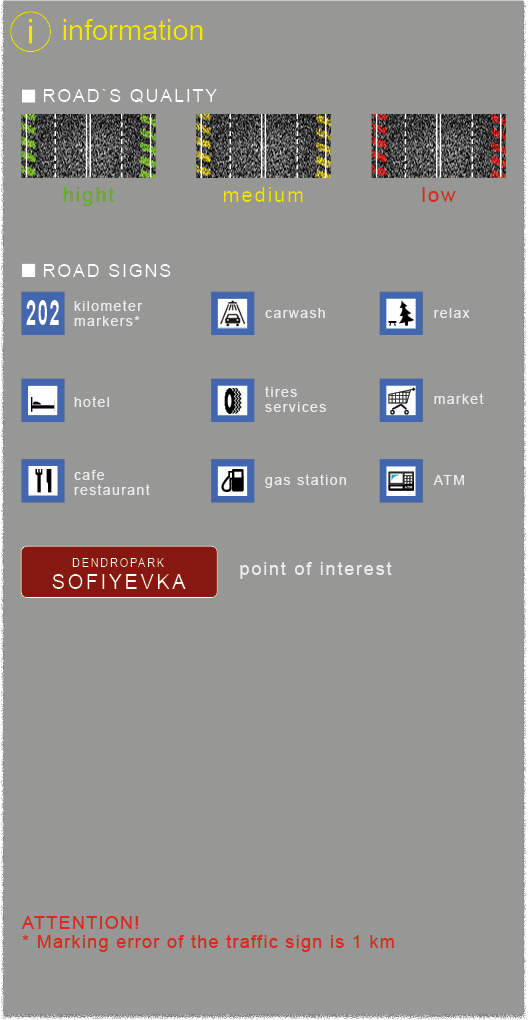 i information
ROAD`S QUALITY
hight medium low
ROAD SIGNS
202 kilometer
markers*
carwash
relax
hotel
tires
services
market
cafe
restaurant
gas station
ATM
DENDROPARK
SOFIYEVKA
point of interest
ATTENTION!
* Marking error of the traffic sign is 1 km